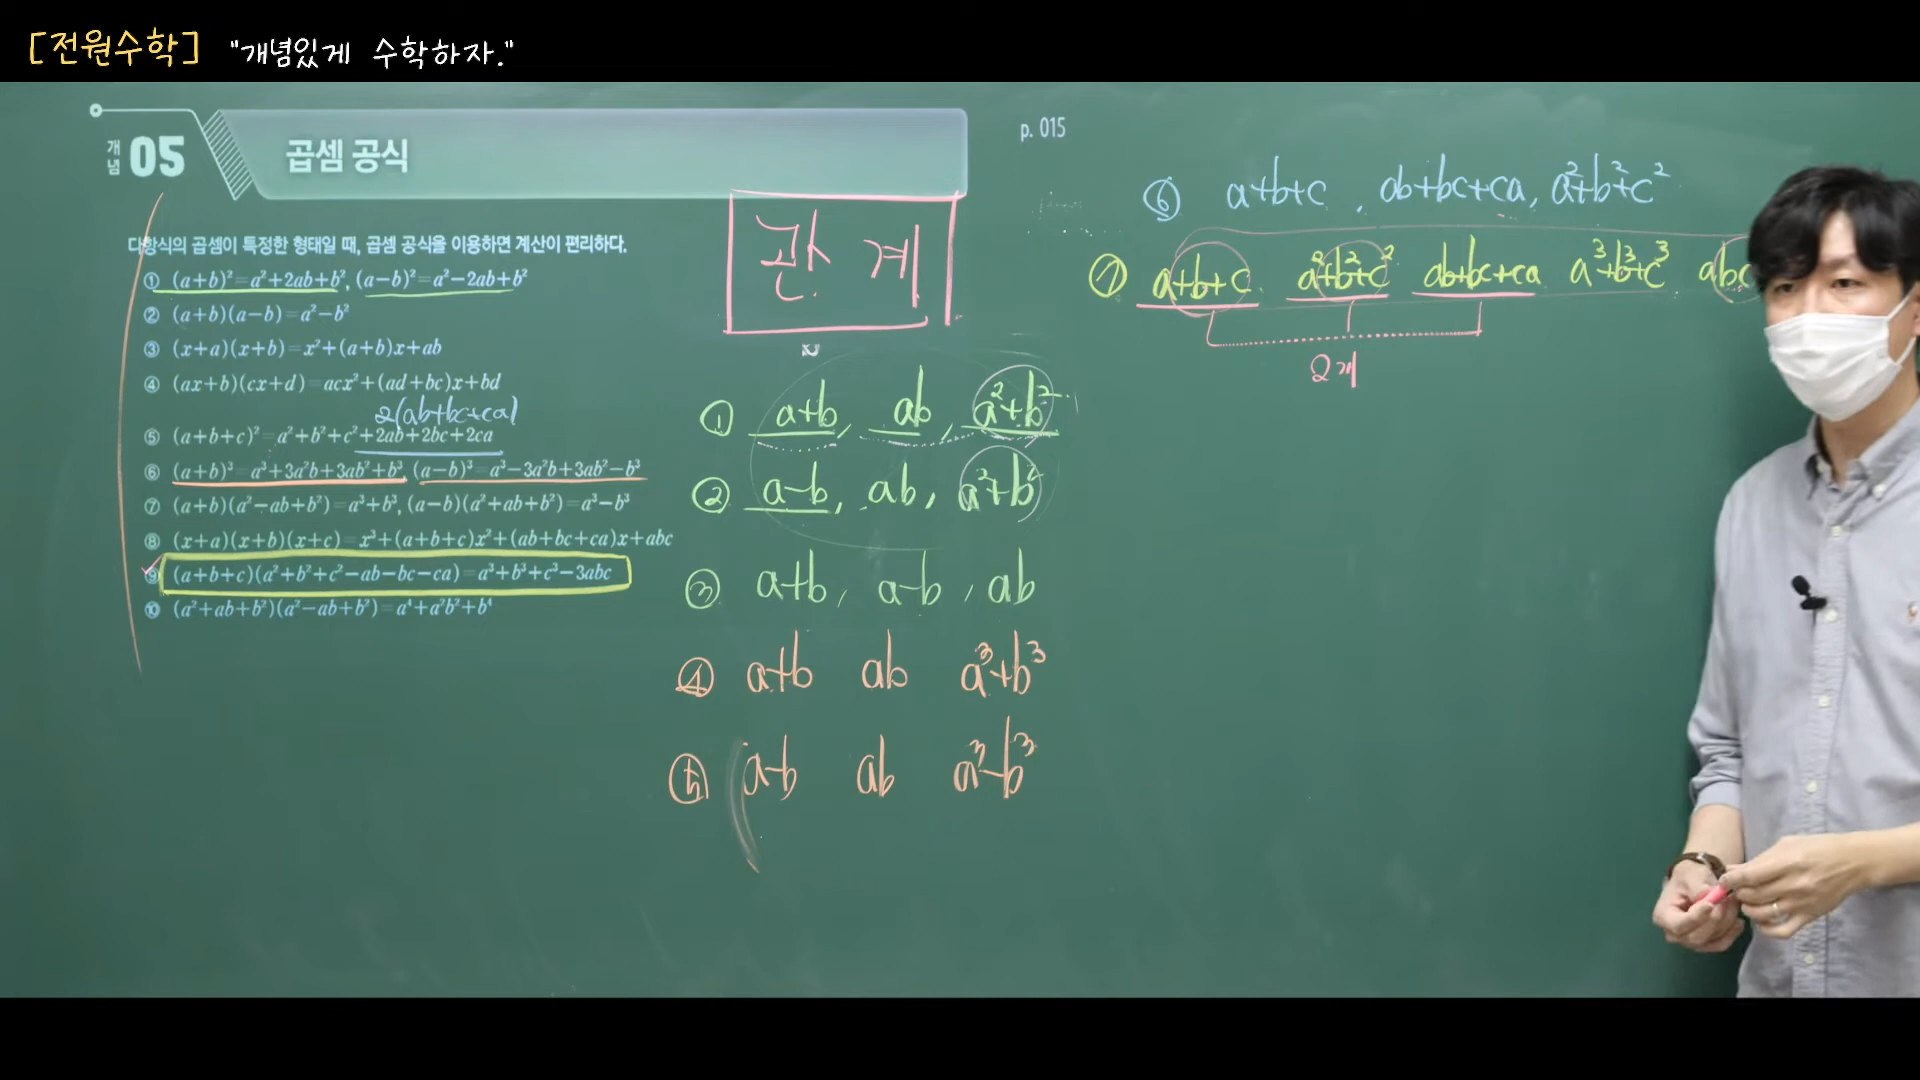 [전원수학] "개념있게 수학하자."
개념 05 곱셈 공식
p. 015
다항식의 곱셈이 특정한 형태일 때, 곱셈 공식을 이용하면 계산이 편리하다.
① (a+b)²=a²+2ab+b², (a−b)²=a²−2ab+b²
② (a+b)(a−b)=a²−b²
③ (x+a)(x+b)=x²+(a+b)x+ab
④ (ax+b)(cx+d)=acx²+(ad+bc)x+bd
2(ab+bc+ca)
⑤ (a+b+c)²=a²+b²+c²+2ab+2bc+2ca
⑥ (a+b)³=a³+3a²b+3ab²+b³, (a−b)³=a³−3a²b+3ab²−b³
⑦ (a+b)(a²−ab+b²)=a³+b³, (a−b)(a²+ab+b²)=a³−b³
⑧ (x+a)(x+b)(x+c)=x³+(a+b+c)x²+(ab+bc+ca)x+abc
⑨ (a+b+c)(a²+b²+c²−ab−bc−ca)=a³+b³+c³−3abc
⑩ (a²+ab+b²)(a²−ab+b²)=a⁴+a²b²+b⁴
관계
① a+b, ab, a²+b²
② a−b, ab, a²+b²
③ a+b, a−b, ab
④ a+b ab a³+b³
⑤ a−b ab a³−b³
⑥ a+b+c, ab+bc+ca, a²+b²+c²
⑦ a+b+c a²+b²+c² ab+bc+ca a³+b³+c³ abc
2개